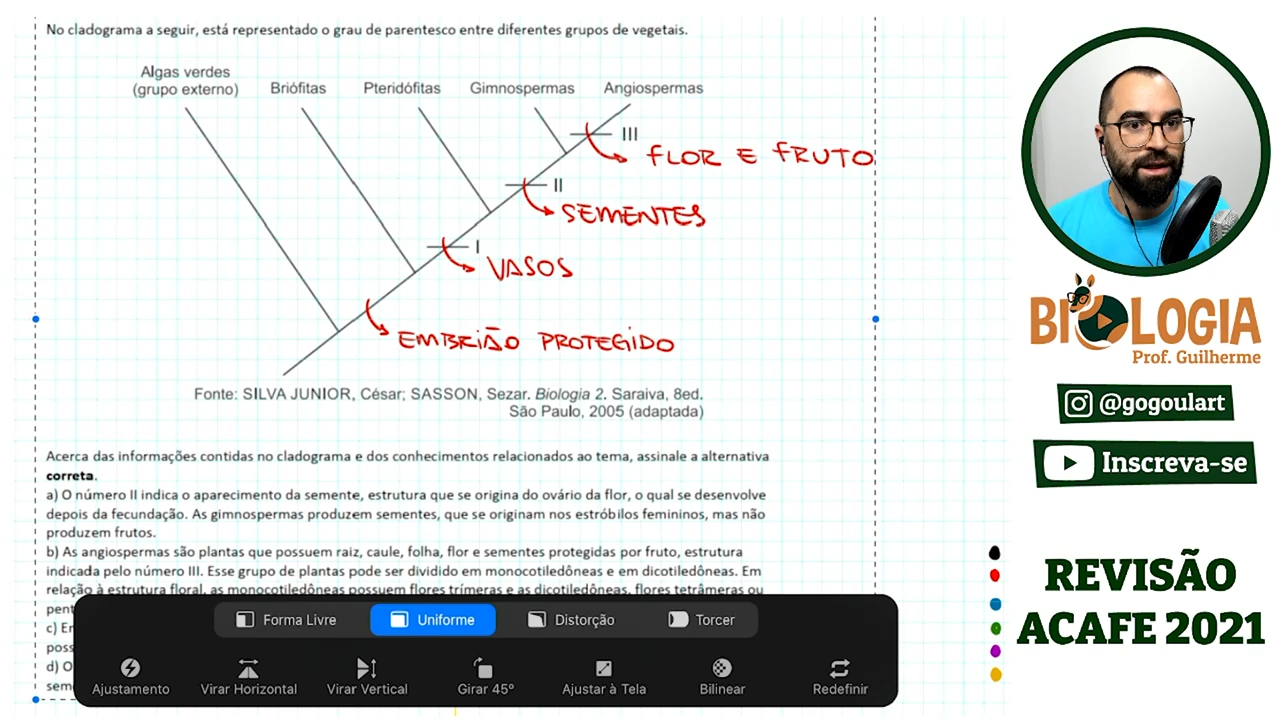 No cladograma a seguir, está representado o grau de parentesco entre diferentes grupos de vegetais.
Algas verdes
(grupo externo)
Briófitas
Pteridófitas
Gimnospermas
Angiospermas
III
FLOR E FRUTO
II
SEMENTES
I
VASOS
EMBRIÃO PROTEGIDO
Fonte: SILVA JUNIOR, César; SASSON, Sezar. Biologia 2. Saraiva, 8ed.
São Paulo, 2005 (adaptada)
Acerca das informações contidas no cladograma e dos conhecimentos relacionados ao tema, assinale a alternativa
correta.
a) O número II indica o aparecimento da semente, estrutura que se origina do ovário da flor, o qual se desenvolve
depois da fecundação. As gimnospermas produzem sementes, que se originam nos estróbilos femininos, mas não
produzem frutos.
b) As angiospermas são plantas que possuem raiz, caule, folha, flor e sementes protegidas por fruto, estrutura
indicada pelo número III. Esse grupo de plantas pode ser dividido em monocotiledôneas e em dicotiledôneas. Em
relação à estrutura floral, as monocotiledôneas possuem flores trímeras e as dicotiledôneas, flores tetrâmeras ou
c)
d) O
Forma Livre
Uniforme
Distorção
Torcer
Ajustamento
Virar Horizontal
Virar Vertical
Girar 45º
Ajustar à Tela
Bilinear
Redefinir
BIOLOGIA
Prof. Guilherme
@gogoulart
Inscreva-se
REVISÃO
ACAFE 2021